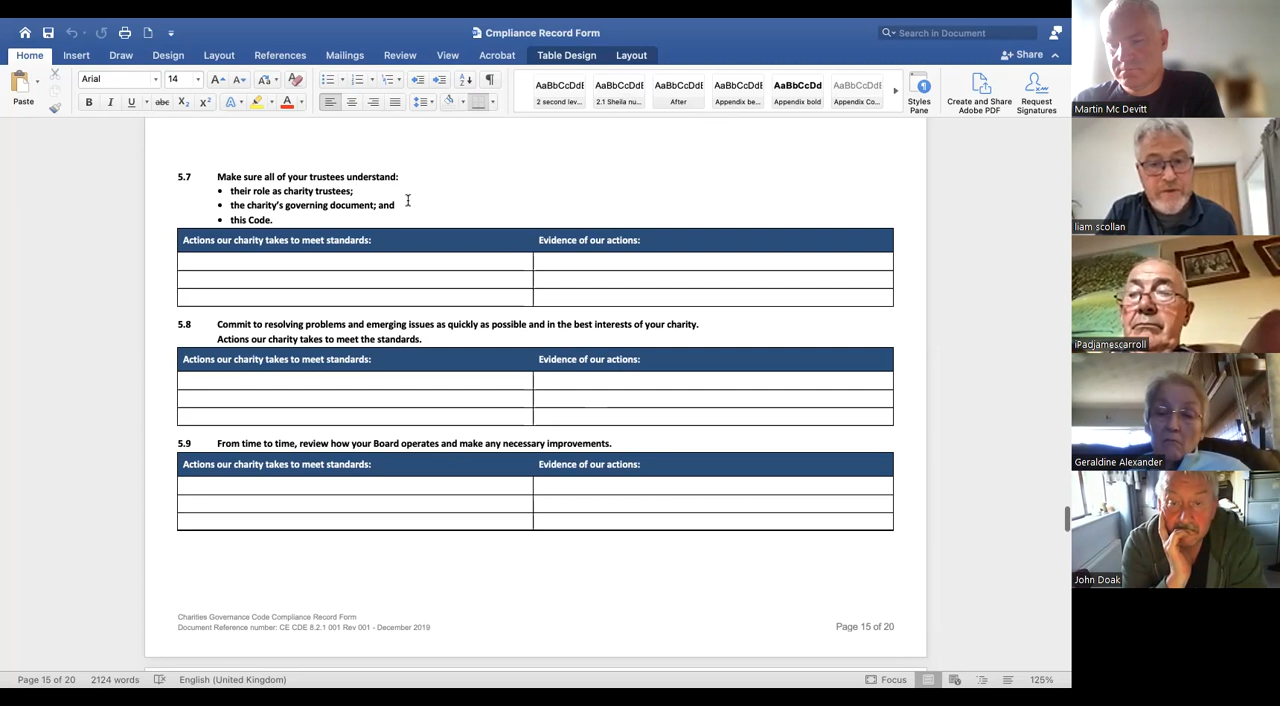 Cmpliance Record Form
Search in Document
Home Insert Draw Design Layout References Mailings Review View Acrobat Table Design Layout
Share
Paste
Arial 14
B I U abc X₂ X²
AaBbCcDdE AaBbCcDdE AaBbCcDdE AaBbCcDdE AaBbCcDd AaBbCcDdE
2 second lev... 2.1 Sheila nu... After Appendix be... Appendix bold Appendix Co...
Styles Pane
Create and Share Adobe PDF
Request Signatures
5.7 Make sure all of your trustees understand:
• their role as charity trustees;
• the charity's governing document; and
• this Code.
Actions our charity takes to meet standards: Evidence of our actions:
5.8 Commit to resolving problems and emerging issues as quickly as possible and in the best interests of your charity.
Actions our charity takes to meet the standards.
Actions our charity takes to meet standards: Evidence of our actions:
5.9 From time to time, review how your Board operates and make any necessary improvements.
Actions our charity takes to meet standards: Evidence of our actions:
Charities Governance Code Compliance Record Form
Document Reference number: CE CDE 8.2.1 001 Rev 001 - December 2019
Page 15 of 20
Page 15 of 20 2124 words English (United Kingdom) Focus 125%
Martin Mc Devitt
liam scollan
iPadjamescarroll
Geraldine Alexander
John Doak